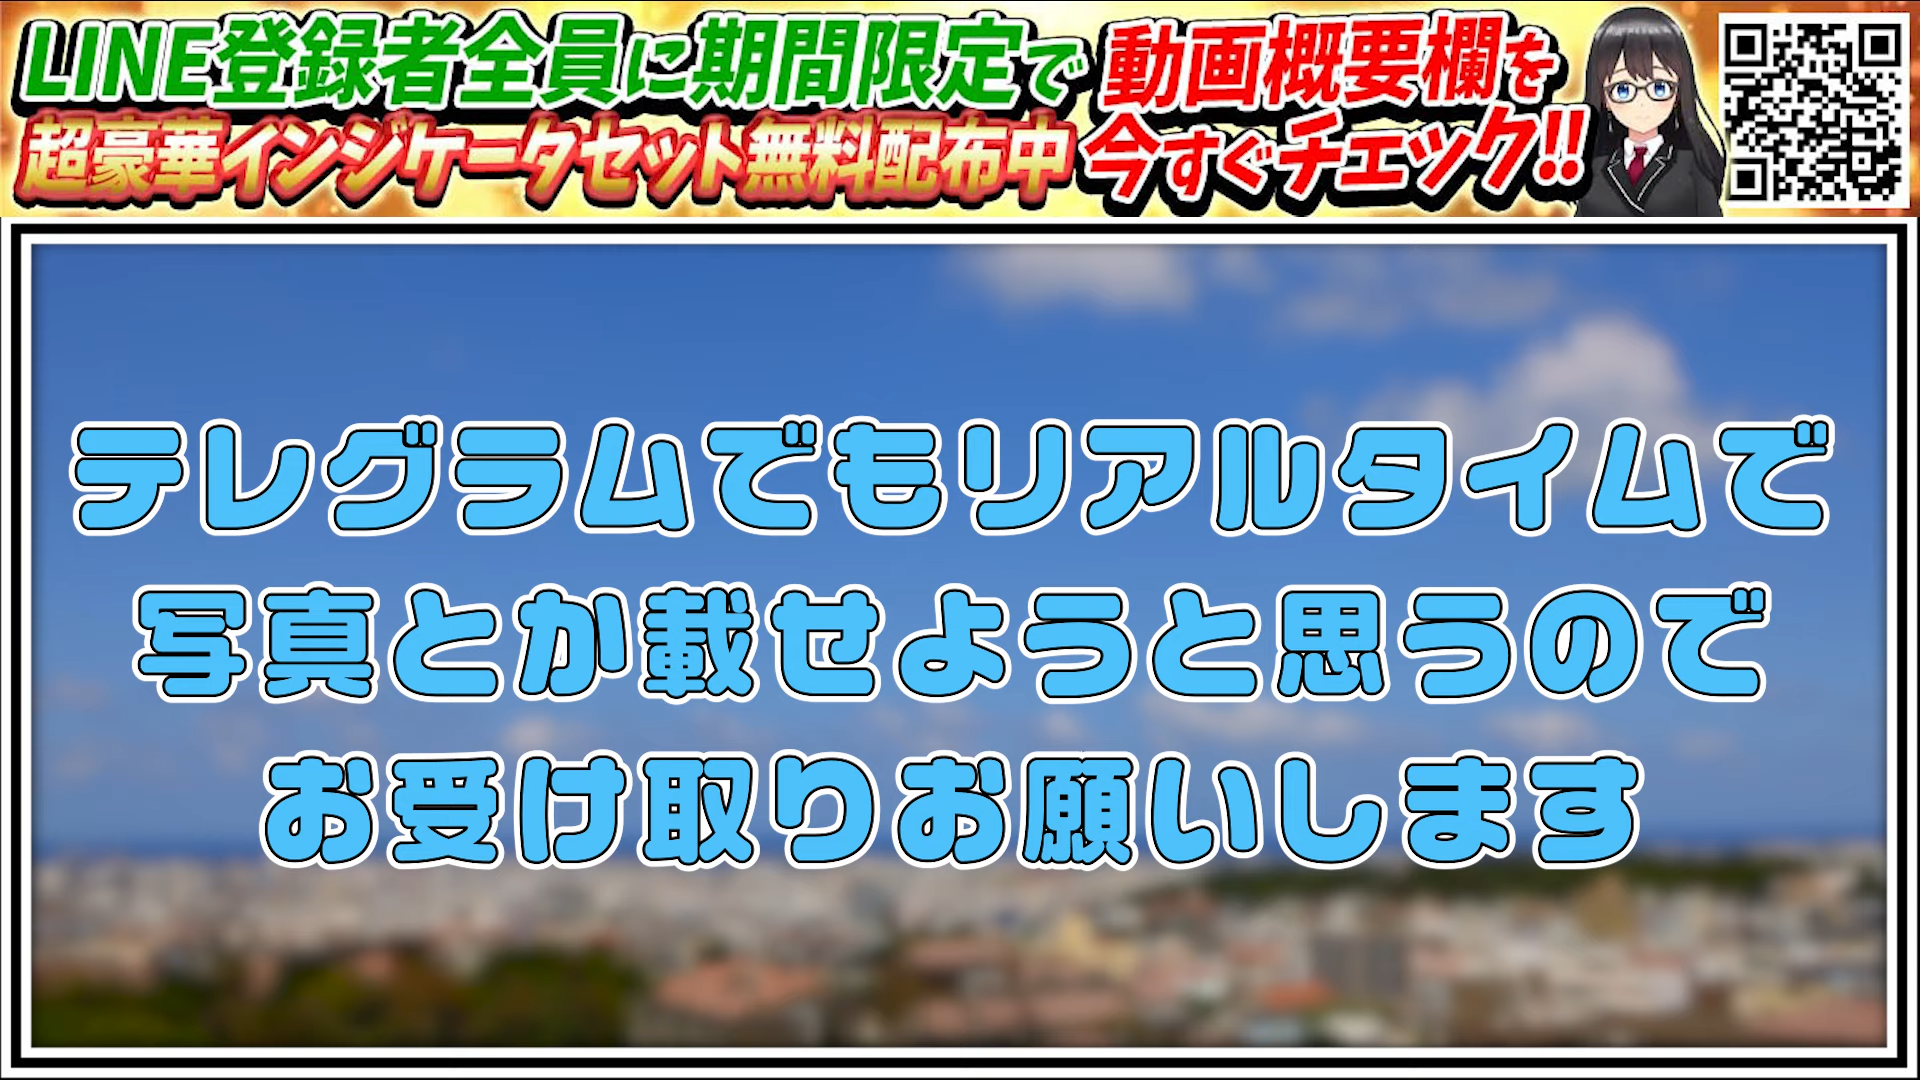 LINE登録者全員に期間限定で
超豪華インジケータセット無料配布中
動画概要欄を
今すぐチェック!!
テレグラムでもリアルタイムで
写真とか載せようと思うので
お受け取りお願いします